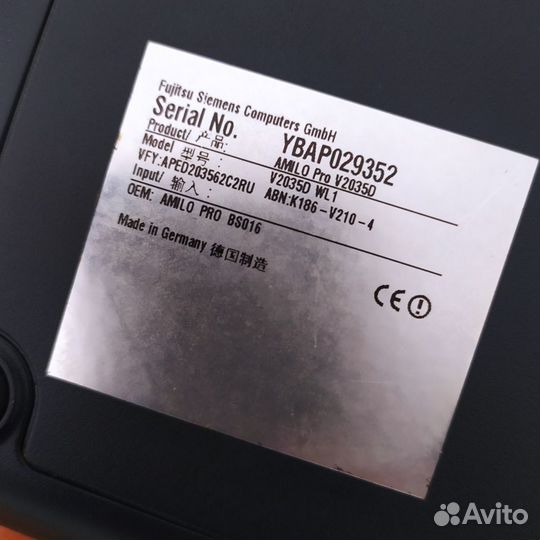 Fujitsu Siemens Computers GmbH
Serial No. YBAP029352
Product/ 产品: AMILO Pro V2035D
Model 型号: V2035D WL1
VFY:APED203562C2RU ABN:K186-V210-4
Input/ 输入:
OEM: AMILO PRO BS016
Made in Germany 德国制造
CE
Avito